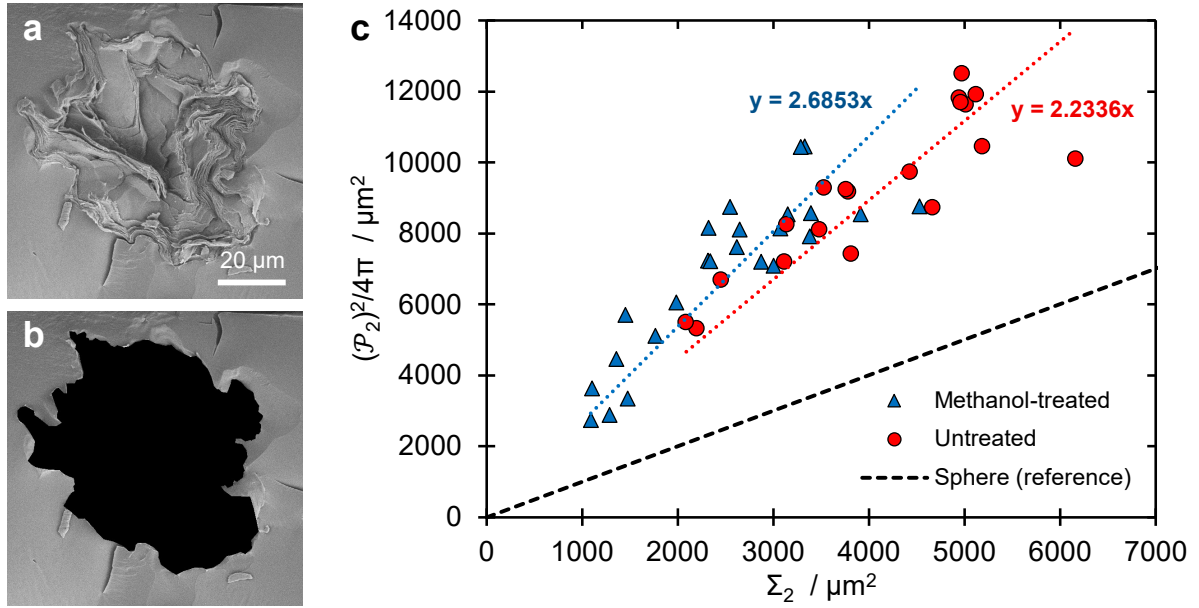 a
20 µm
b
c
14000
12000
10000
8000
6000
4000
2000
0
(𝒫₂)²/4π / µm²
y = 2.6853x
y = 2.2336x
Methanol-treated
Untreated
Sphere (reference)
0 1000 2000 3000 4000 5000 6000 7000
Σ₂ / µm²